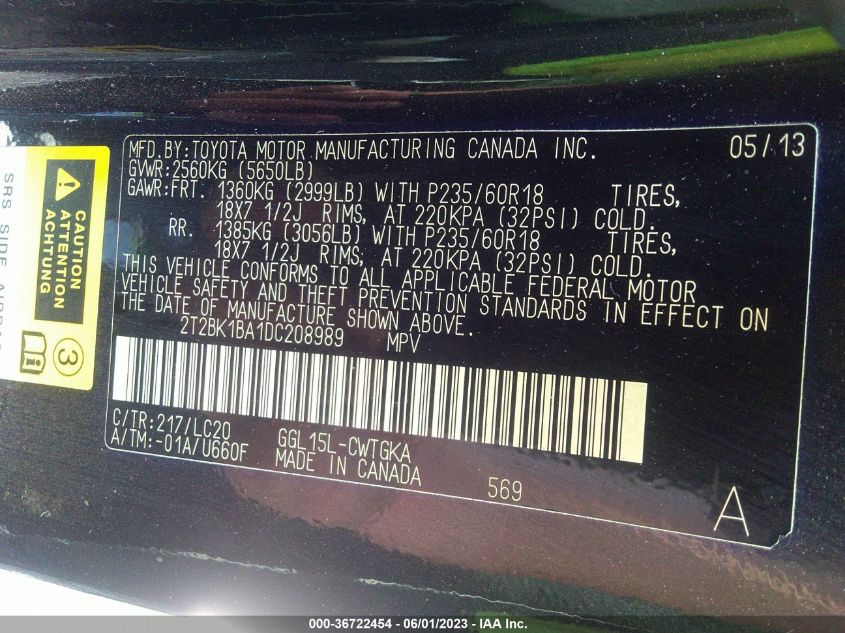 MFD.BY:TOYOTA MOTOR MANUFACTURING CANADA INC. 05/13
GVWR:2560KG (5650LB)
GAWR:FRT. 1360KG (2999LB) WITH P235/60R18 TIRES,
18X7 1/2J RIMS, AT 220KPA (32PSI) COLD.
RR. 1385KG (3056LB) WITH P235/60R18 TIRES,
18X7 1/2J RIMS, AT 220KPA (32PSI) COLD.
THIS VEHICLE CONFORMS TO ALL APPLICABLE FEDERAL MOTOR
VEHICLE SAFETY AND THEFT PREVENTION STANDARDS IN EFFECT ON
THE DATE OF MANUFACTURE SHOWN ABOVE.
2T2BK1BA1DC208989 MPV
C/TR:217/LC20 GGL15L-CWTGKA
A/TM:-01A/U660F MADE IN CANADA
569
A
CAUTION
ATTENTION
ACHTUNG
SRS SIDE
3
000-36722454 - 06/01/2023 - IAA Inc.